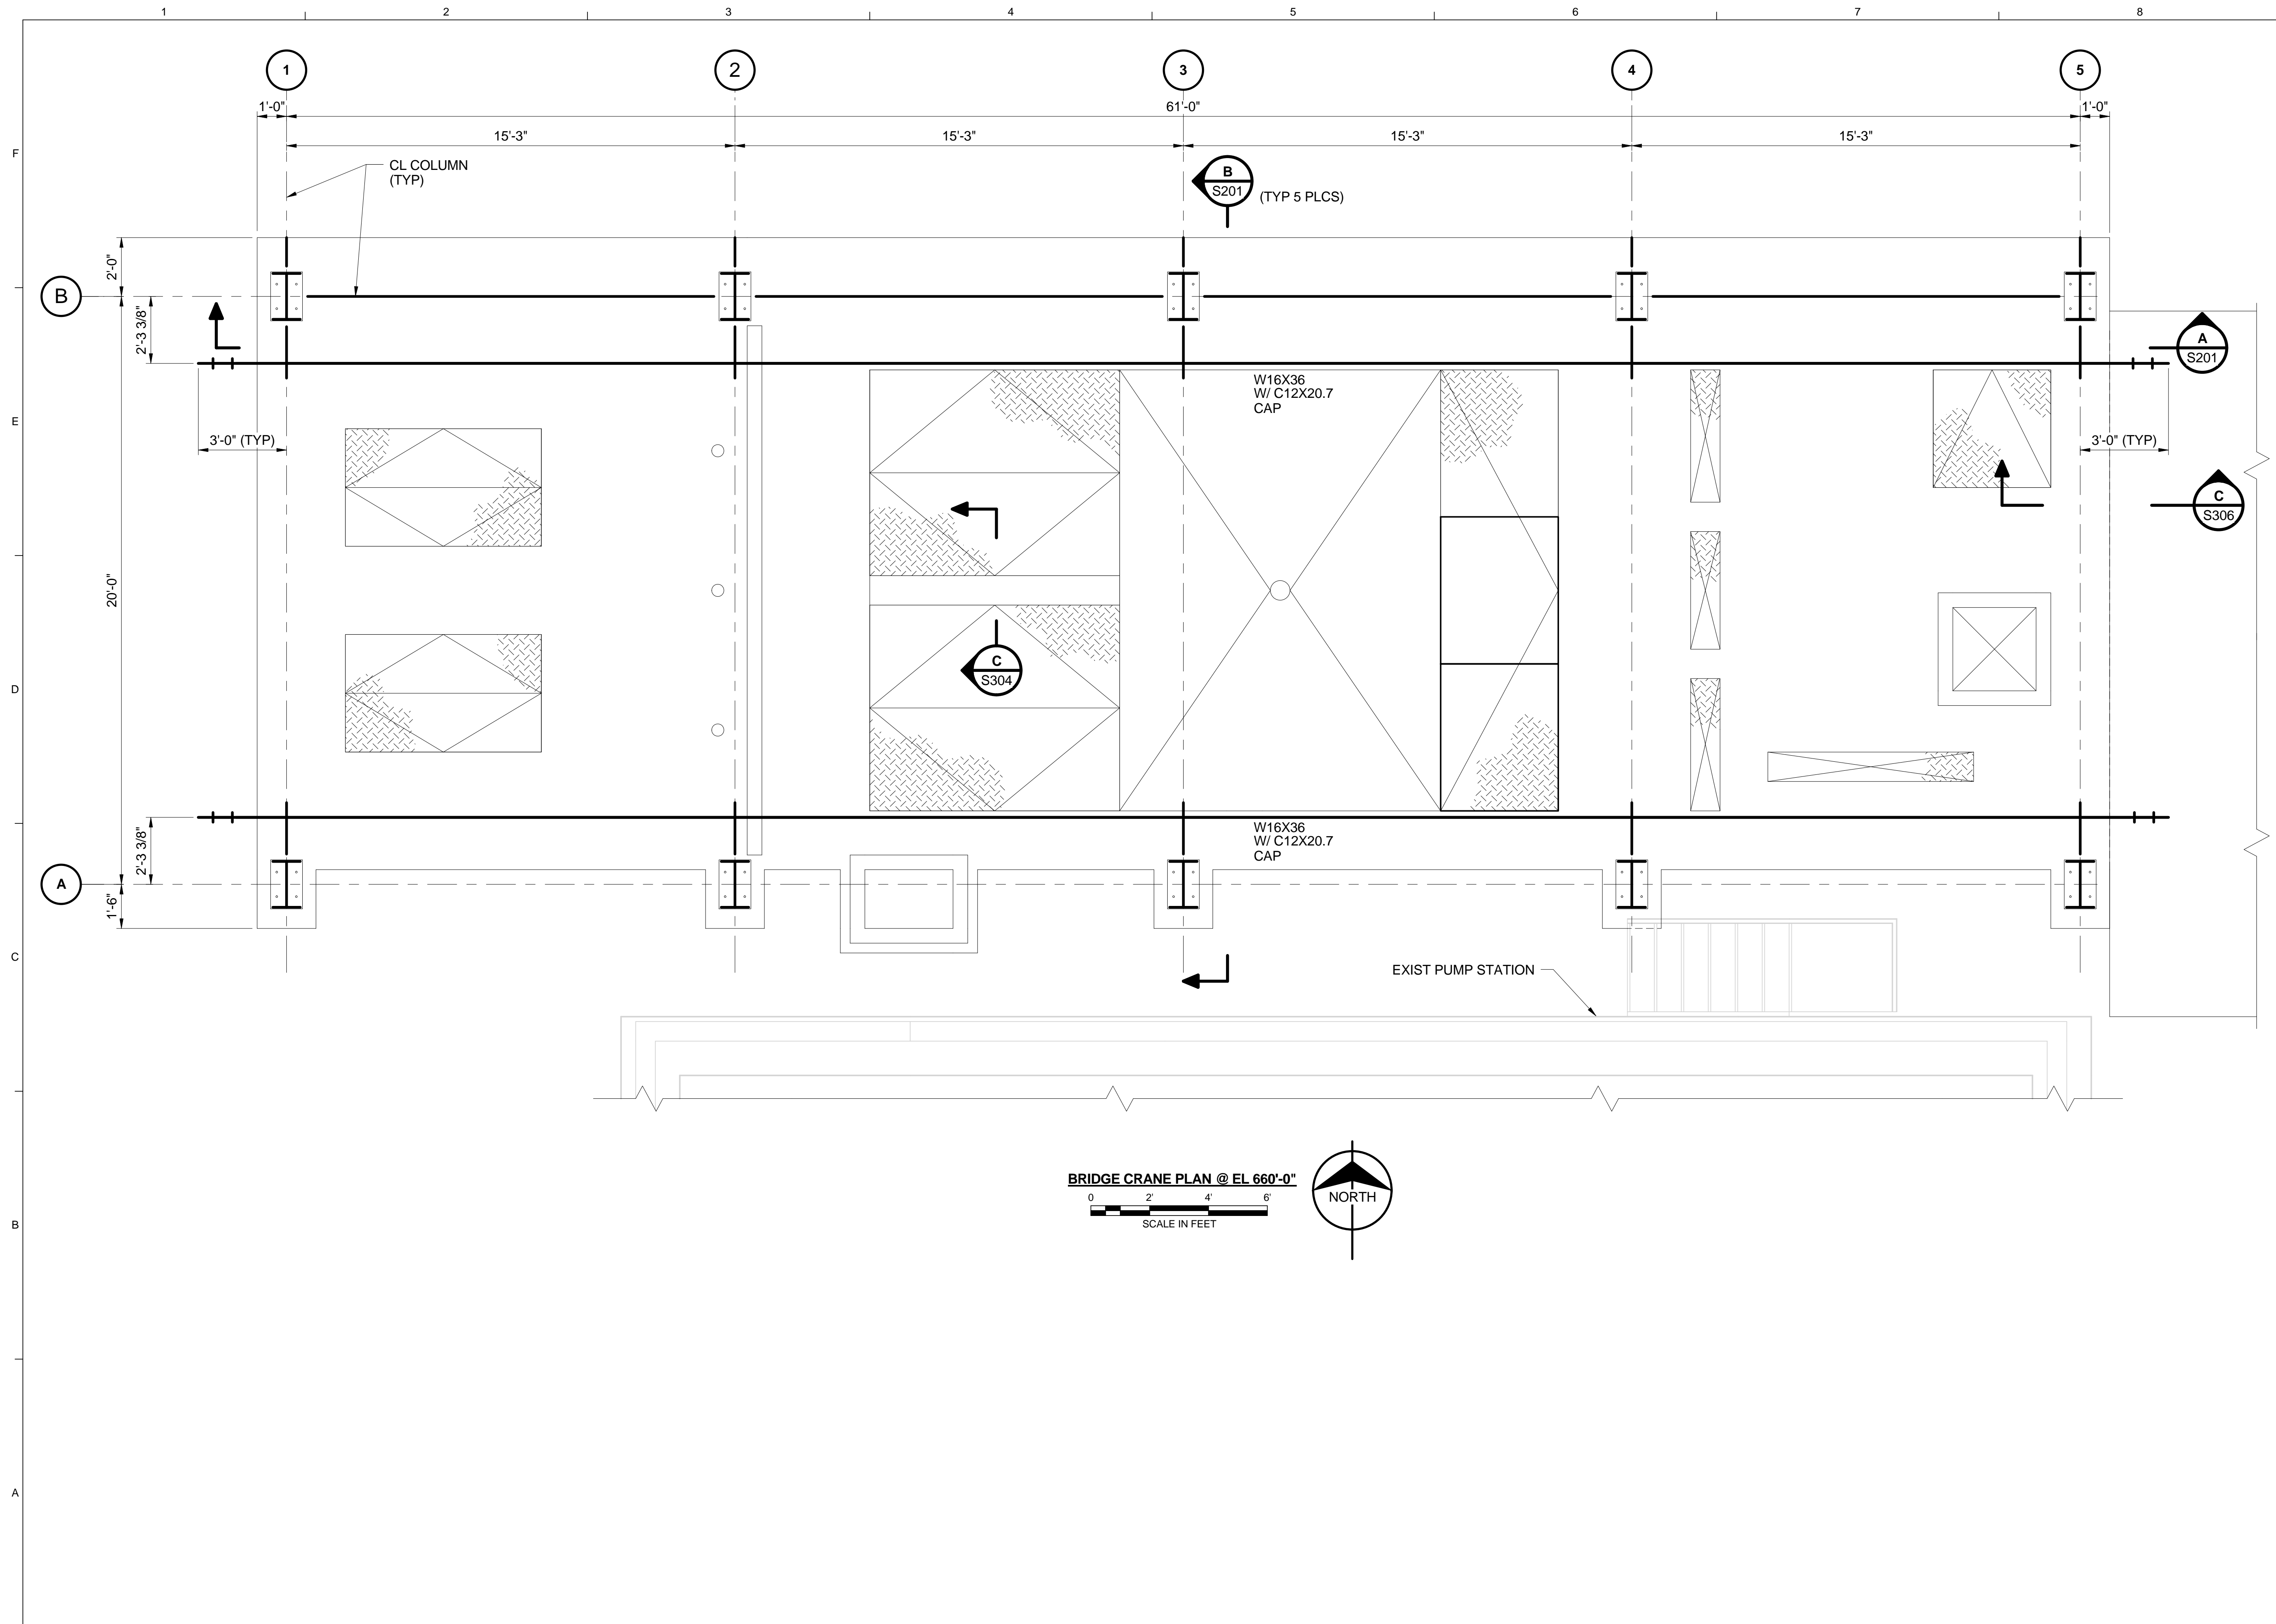 1 2 3 4 5 6 7 8
1 2 3 4 5
1'-0" 61'-0" 1'-0"
15'-3" 15'-3" 15'-3" 15'-3"
F
CL COLUMN
(TYP)
B
S201
(TYP 5 PLCS)
2'-0"
B
2'-3 3/8"
A
S201
W16X36
W/ C12X20.7
CAP
E
3'-0" (TYP)
3'-0" (TYP)
C
S306
20'-0"
C
S304
D
W16X36
W/ C12X20.7
CAP
2'-3 3/8"
A
1'-6"
C
EXIST PUMP STATION
BRIDGE CRANE PLAN @ EL 660'-0"
0 2' 4' 6'
SCALE IN FEET
NORTH
B
A